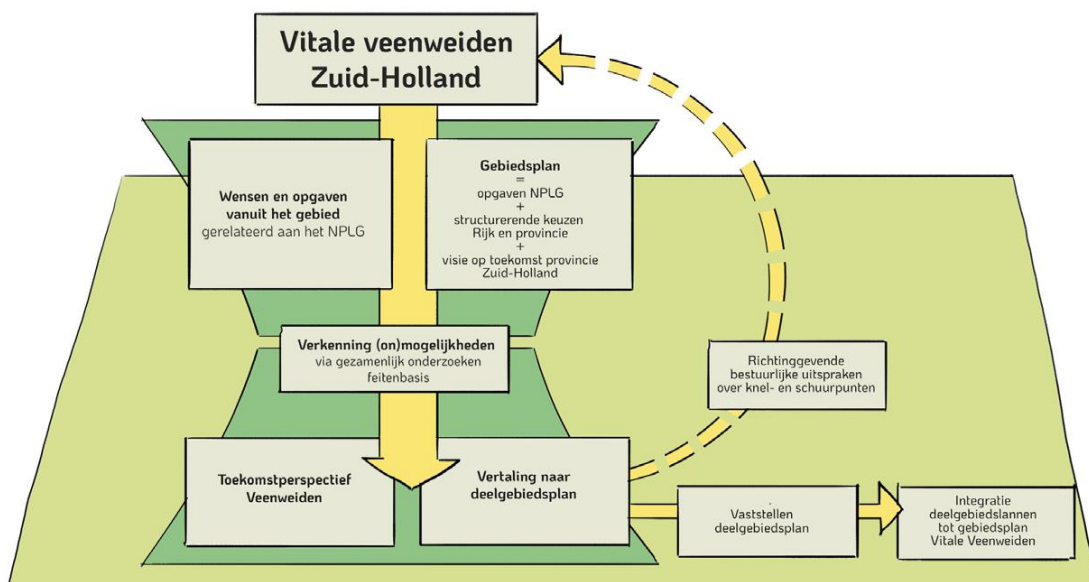 Vitale veenweiden
Zuid-Holland
Wensen en opgaven
vanuit het gebied
gerelateerd aan het NPLG
Gebiedsplan
=
opgaven NPLG
+
structurerende keuzen
Rijk en provincie
+
visie op toekomst provincie
Zuid-Holland
Verkenning (on)mogelijkheden
via gezamenlijk onderzoeken
feitenbasis
Richtinggevende
bestuurlijke uitspraken
over knel- en schuurpunten
Toekomstperspectief
Veenweiden
Vertaling naar
deelgebiedsplan
Vaststellen
deelgebiedsplan
Integratie
deelgebiedslannen
tot gebiedsplan
Vitale Veenweiden